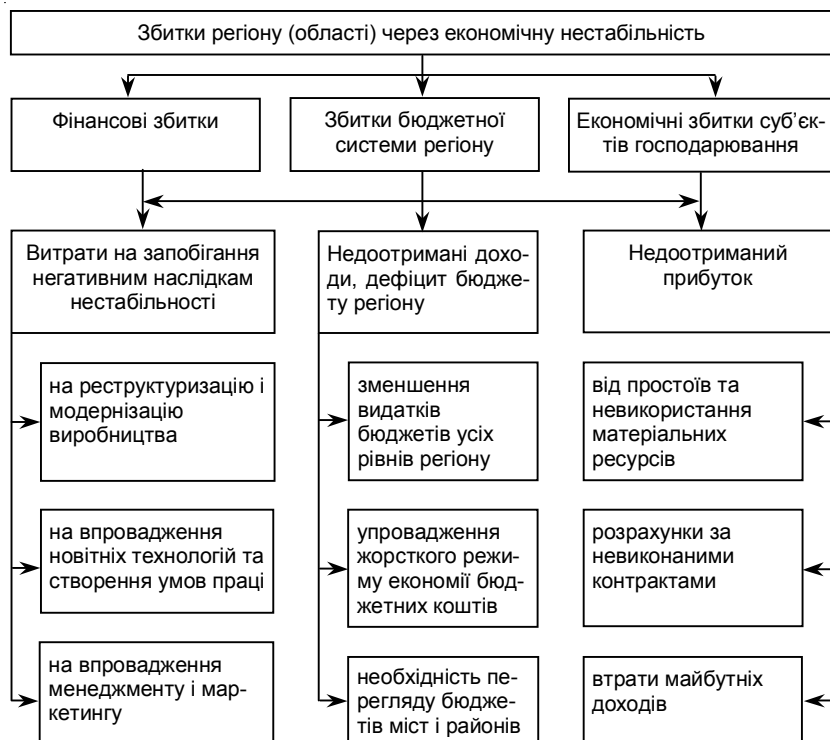 Збитки регіону (області) через економічну нестабільність
Фінансові збитки
Збитки бюджетної
системи регіону
Економічні збитки суб’єк-
тів господарювання
Витрати на запобігання
негативним наслідкам
нестабільності
Недоотримані дохо-
ди, дефіцит бюдже-
ту регіону
Недоотриманий
прибуток
на реструктуризацію і
модернізацію
виробництва
зменшення
видатків
бюджетів усіх
рівнів регіону
від простоїв та
невикористання
матеріальних
ресурсів
на впровадження
новітніх технологій та
створення умов праці
упровадження
жорсткого режи-
му економії бюд-
жетних коштів
розрахунки за
невиконаними
контрактами
на впровадження
менеджменту і мар-
кетингу
необхідність пе-
регляду бюдже-
тів міст і районів
втрати майбутніх
доходів